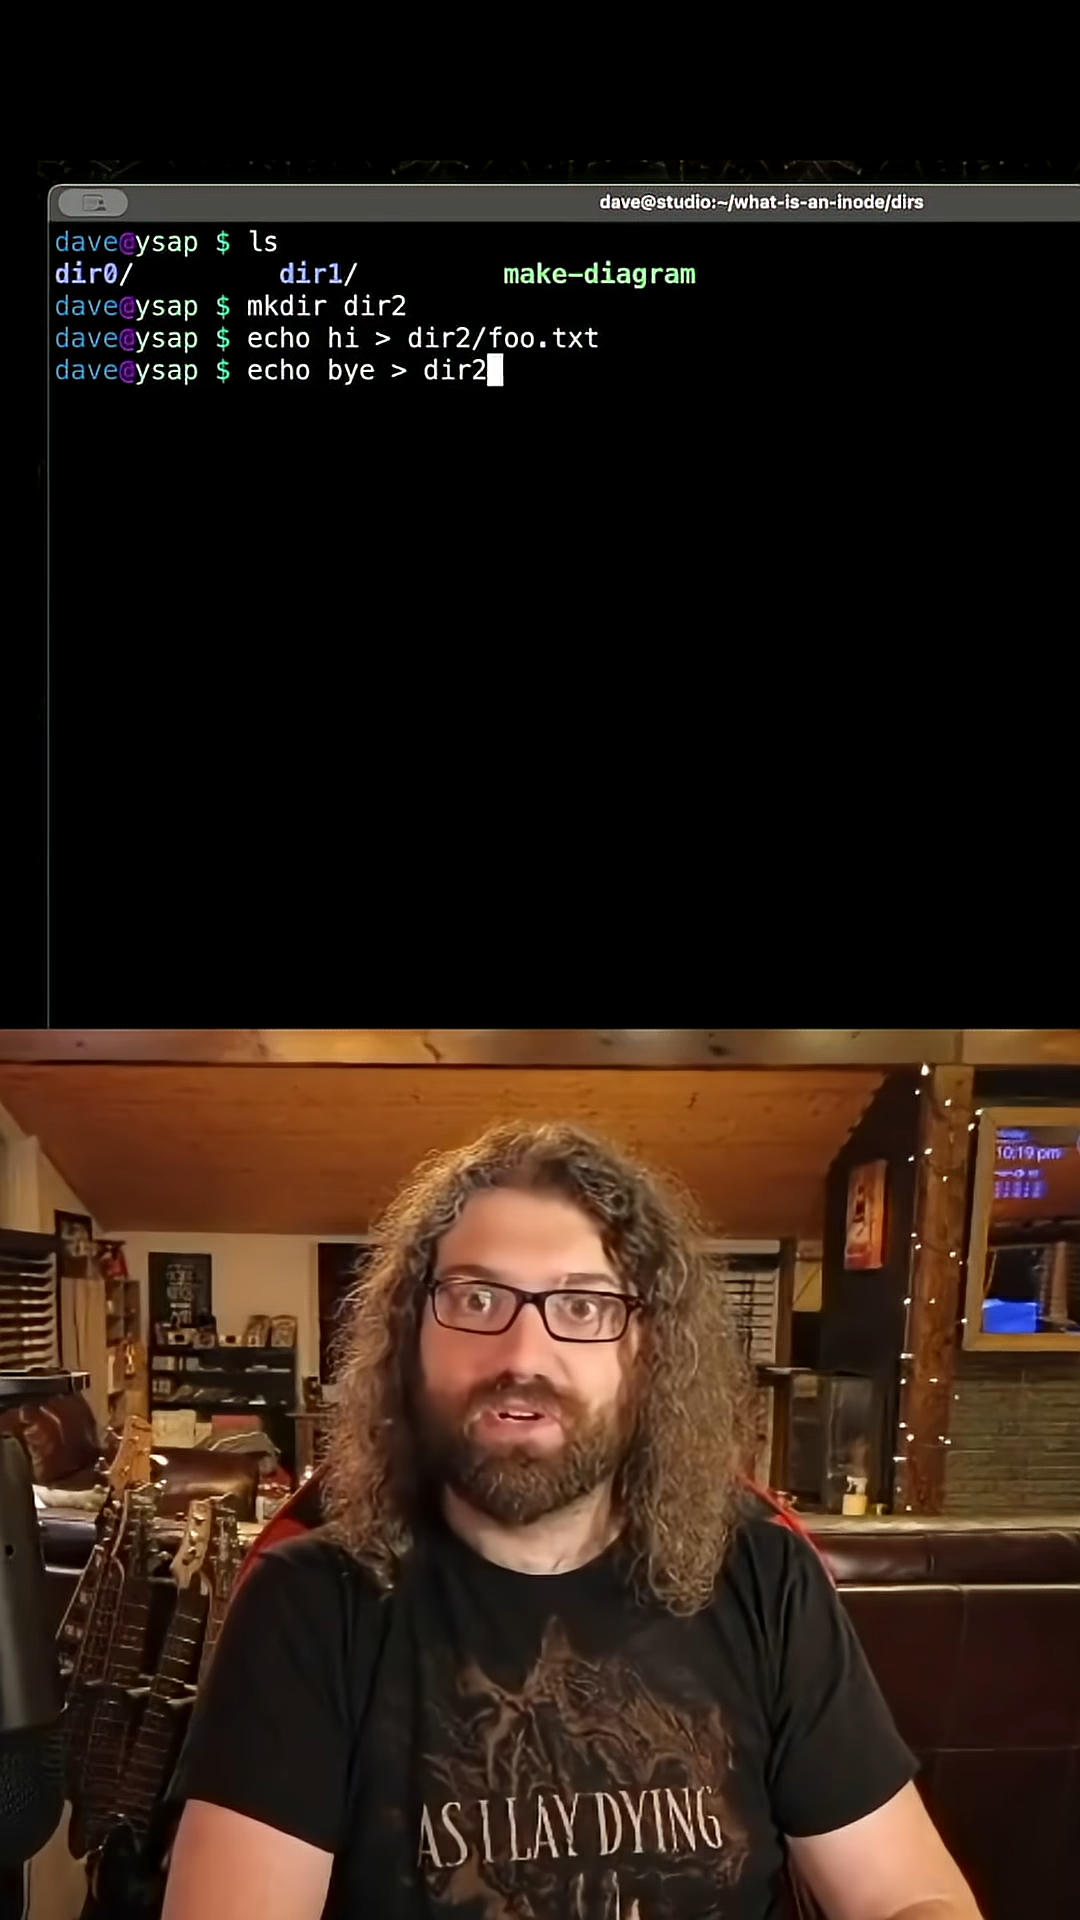 dave@studio:~/what-is-an-inode/dirs
dave@ysap $ ls
dir0/ dir1/ make-diagram
dave@ysap $ mkdir dir2
dave@ysap $ echo hi > dir2/foo.txt
dave@ysap $ echo bye > dir2
10:19 pm
AS I LAY DYING